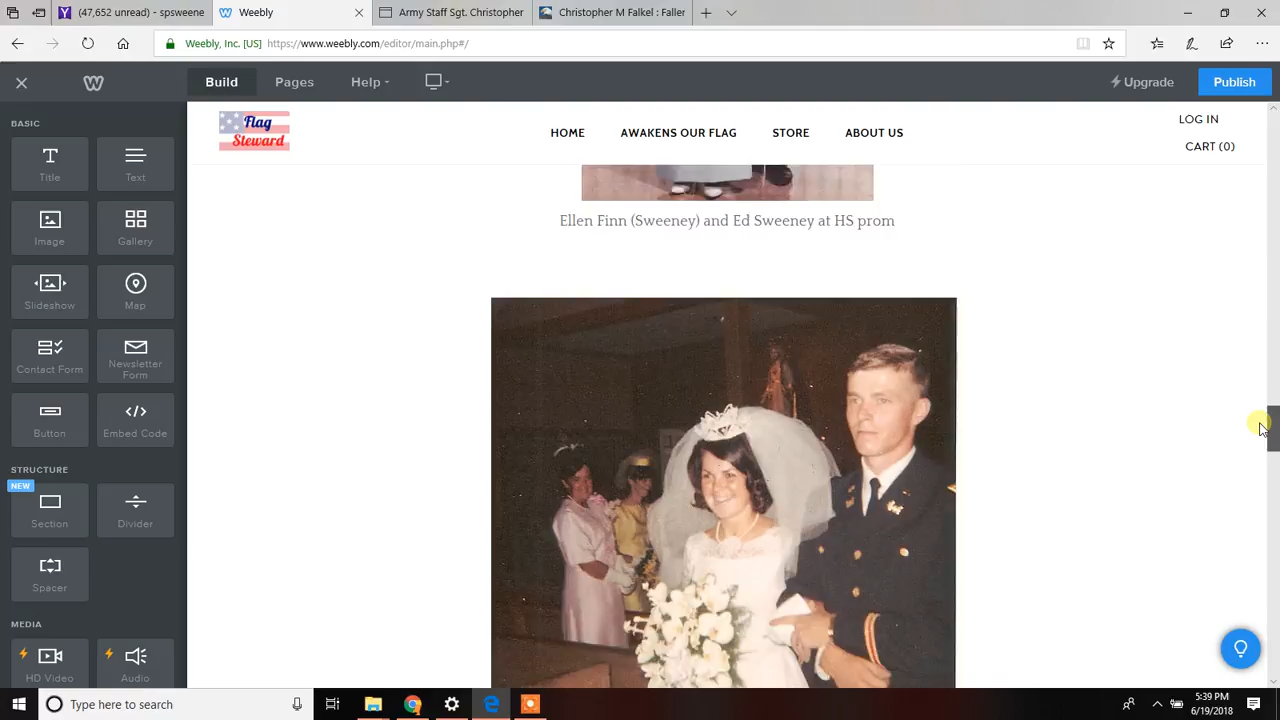 (47,652 unread) - spsweene
Weebly
Army Staff Sgt. Christopher
Christopher M Falkel : Fallen
Weebly, Inc. [US] https://www.weebly.com/editor/main.php#/
Build
Pages
Help
Upgrade
Publish
BASIC
Title
Text
Image
Gallery
Slideshow
Map
Contact Form
Newsletter
Form
Button
Embed Code
STRUCTURE
NEW
Section
Divider
Spacer
MEDIA
HD Video
Audio
Flag
Steward
HOME
AWAKENS OUR FLAG
STORE
ABOUT US
LOG IN
CART (0)
Ellen Finn (Sweeney) and Ed Sweeney at HS prom
Type here to search
5:39 PM
6/19/2018